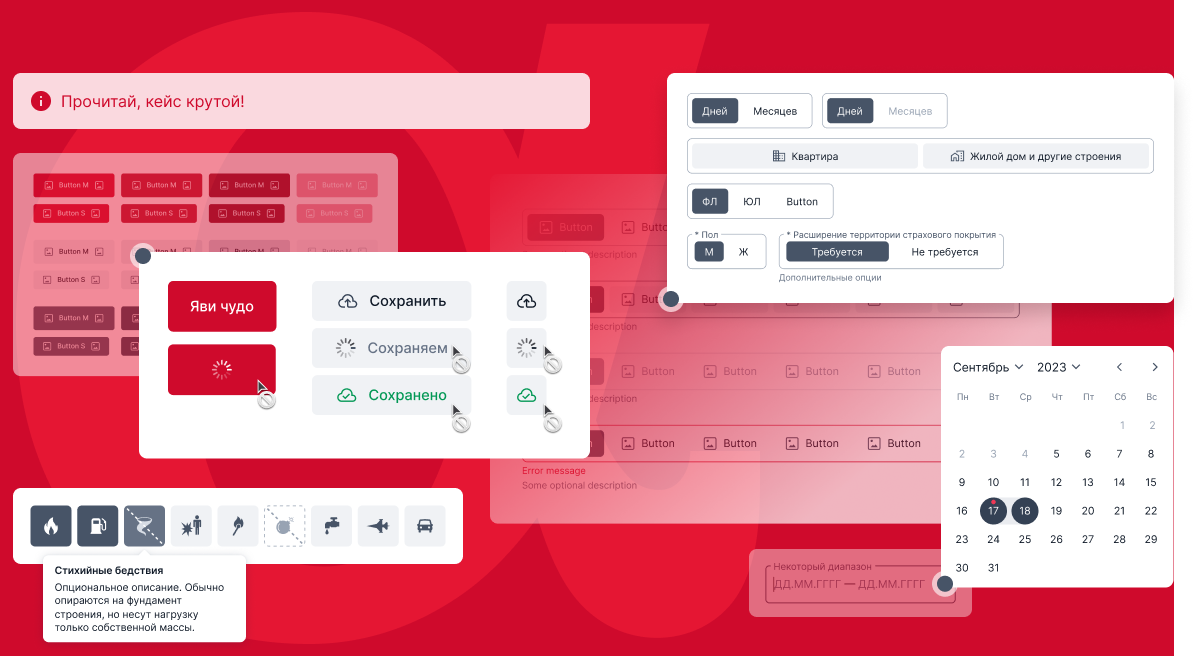 Прочитай, кейс крутой!
Button M Button M Button M Button M
Button S Button S Button S Button S
Button M Button M Button M
Button S
Button M
Button S
Яви чудо
Сохранить
Сохраняем
Сохранено
Стихийные бедствия
Опциональное описание. Обычно
опираются на фундамент
строения, но несут нагрузку
только собственной массы.
Дней Месяцев Дней Месяцев
Квартира Жилой дом и другие строения
ФЛ ЮЛ Button
* Пол * Расширение территории страхового покрытия
М Ж Требуется Не требуется
Дополнительные опции
Button
description
description
Button Button Button Button
description
Button Button Button Button
Error message
Some optional description
Сентябрь 2023
Пн Вт Ср Чт Пт Сб Вс
1 2
2 3 4 5 6 7 8
9 10 11 12 13 14 15
16 17 18 19 20 21 22
23 24 25 26 27 28 29
30 31
Некоторый диапазон
ДД.ММ.ГГГГ — ДД.ММ.ГГГГ